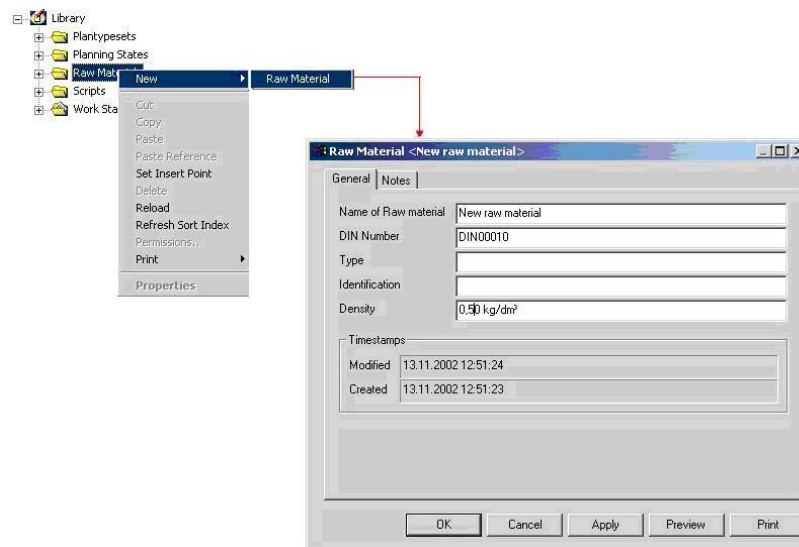 Library
Plantypesets
Planning States
Raw Mat
Scripts
Work Sta
New
Raw Material
Cut
Copy
Paste
Paste Reference
Set Insert Point
Delete
Reload
Refresh Sort Index
Permissions..
Print
Properties
Raw Material <New raw material>
General Notes
Name of Raw material New raw material
DIN Number DIN00010
Type
Identification
Density 0,50 kg/dm³
Timestamps
Modified 13.11.2002 12:51:24
Created 13.11.2002 12:51:23
OK Cancel Apply Preview Print